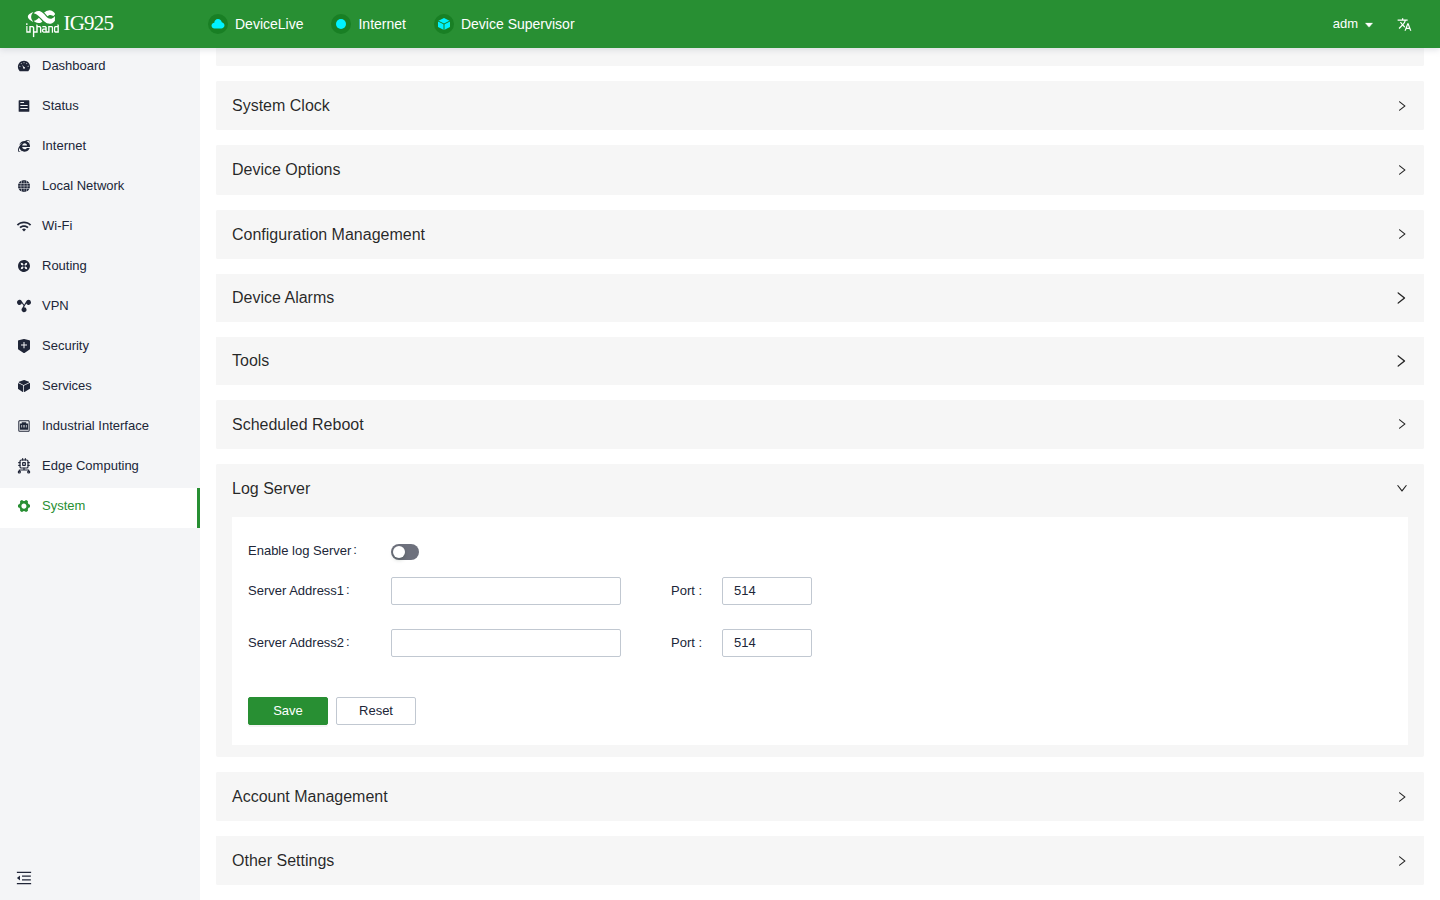 inhand IG925
DeviceLive
Internet
Device Supervisor
adm
Dashboard
Status
Internet
Local Network
Wi-Fi
Routing
VPN
Security
Services
Industrial Interface
Edge Computing
System
System Clock
Device Options
Configuration Management
Device Alarms
Tools
Scheduled Reboot
Log Server
Enable log Server :
Server Address1 :
Port : 514
Server Address2 :
Port : 514
Save
Reset
Account Management
Other Settings